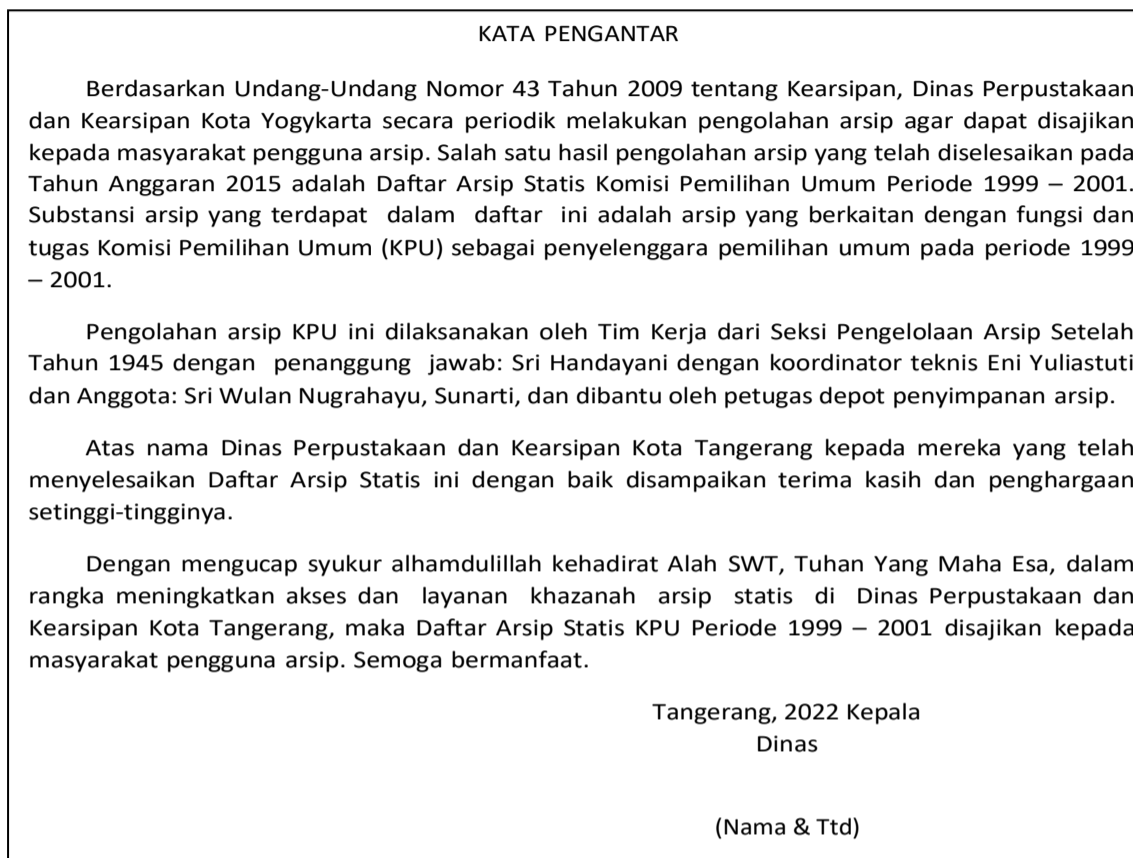 KATA PENGANTAR
Berdasarkan Undang-Undang Nomor 43 Tahun 2009 tentang Kearsipan, Dinas Perpustakaan
dan Kearsipan Kota Yogykarta secara periodik melakukan pengolahan arsip agar dapat disajikan
kepada masyarakat pengguna arsip. Salah satu hasil pengolahan arsip yang telah diselesaikan pada
Tahun Anggaran 2015 adalah Daftar Arsip Statis Komisi Pemilihan Umum Periode 1999 – 2001.
Substansi arsip yang terdapat dalam daftar ini adalah arsip yang berkaitan dengan fungsi dan
tugas Komisi Pemilihan Umum (KPU) sebagai penyelenggara pemilihan umum pada periode 1999
– 2001.
Pengolahan arsip KPU ini dilaksanakan oleh Tim Kerja dari Seksi Pengelolaan Arsip Setelah
Tahun 1945 dengan penanggung jawab: Sri Handayani dengan koordinator teknis Eni Yuliastuti
dan Anggota: Sri Wulan Nugrahayu, Sunarti, dan dibantu oleh petugas depot penyimpanan arsip.
Atas nama Dinas Perpustakaan dan Kearsipan Kota Tangerang kepada mereka yang telah
menyelesaikan Daftar Arsip Statis ini dengan baik disampaikan terima kasih dan penghargaan
setinggi-tingginya.
Dengan mengucap syukur alhamdulillah kehadirat Alah SWT, Tuhan Yang Maha Esa, dalam
rangka meningkatkan akses dan layanan khazanah arsip statis di Dinas Perpustakaan dan
Kearsipan Kota Tangerang, maka Daftar Arsip Statis KPU Periode 1999 – 2001 disajikan kepada
masyarakat pengguna arsip. Semoga bermanfaat.
Tangerang, 2022 Kepala
Dinas
(Nama & Ttd)